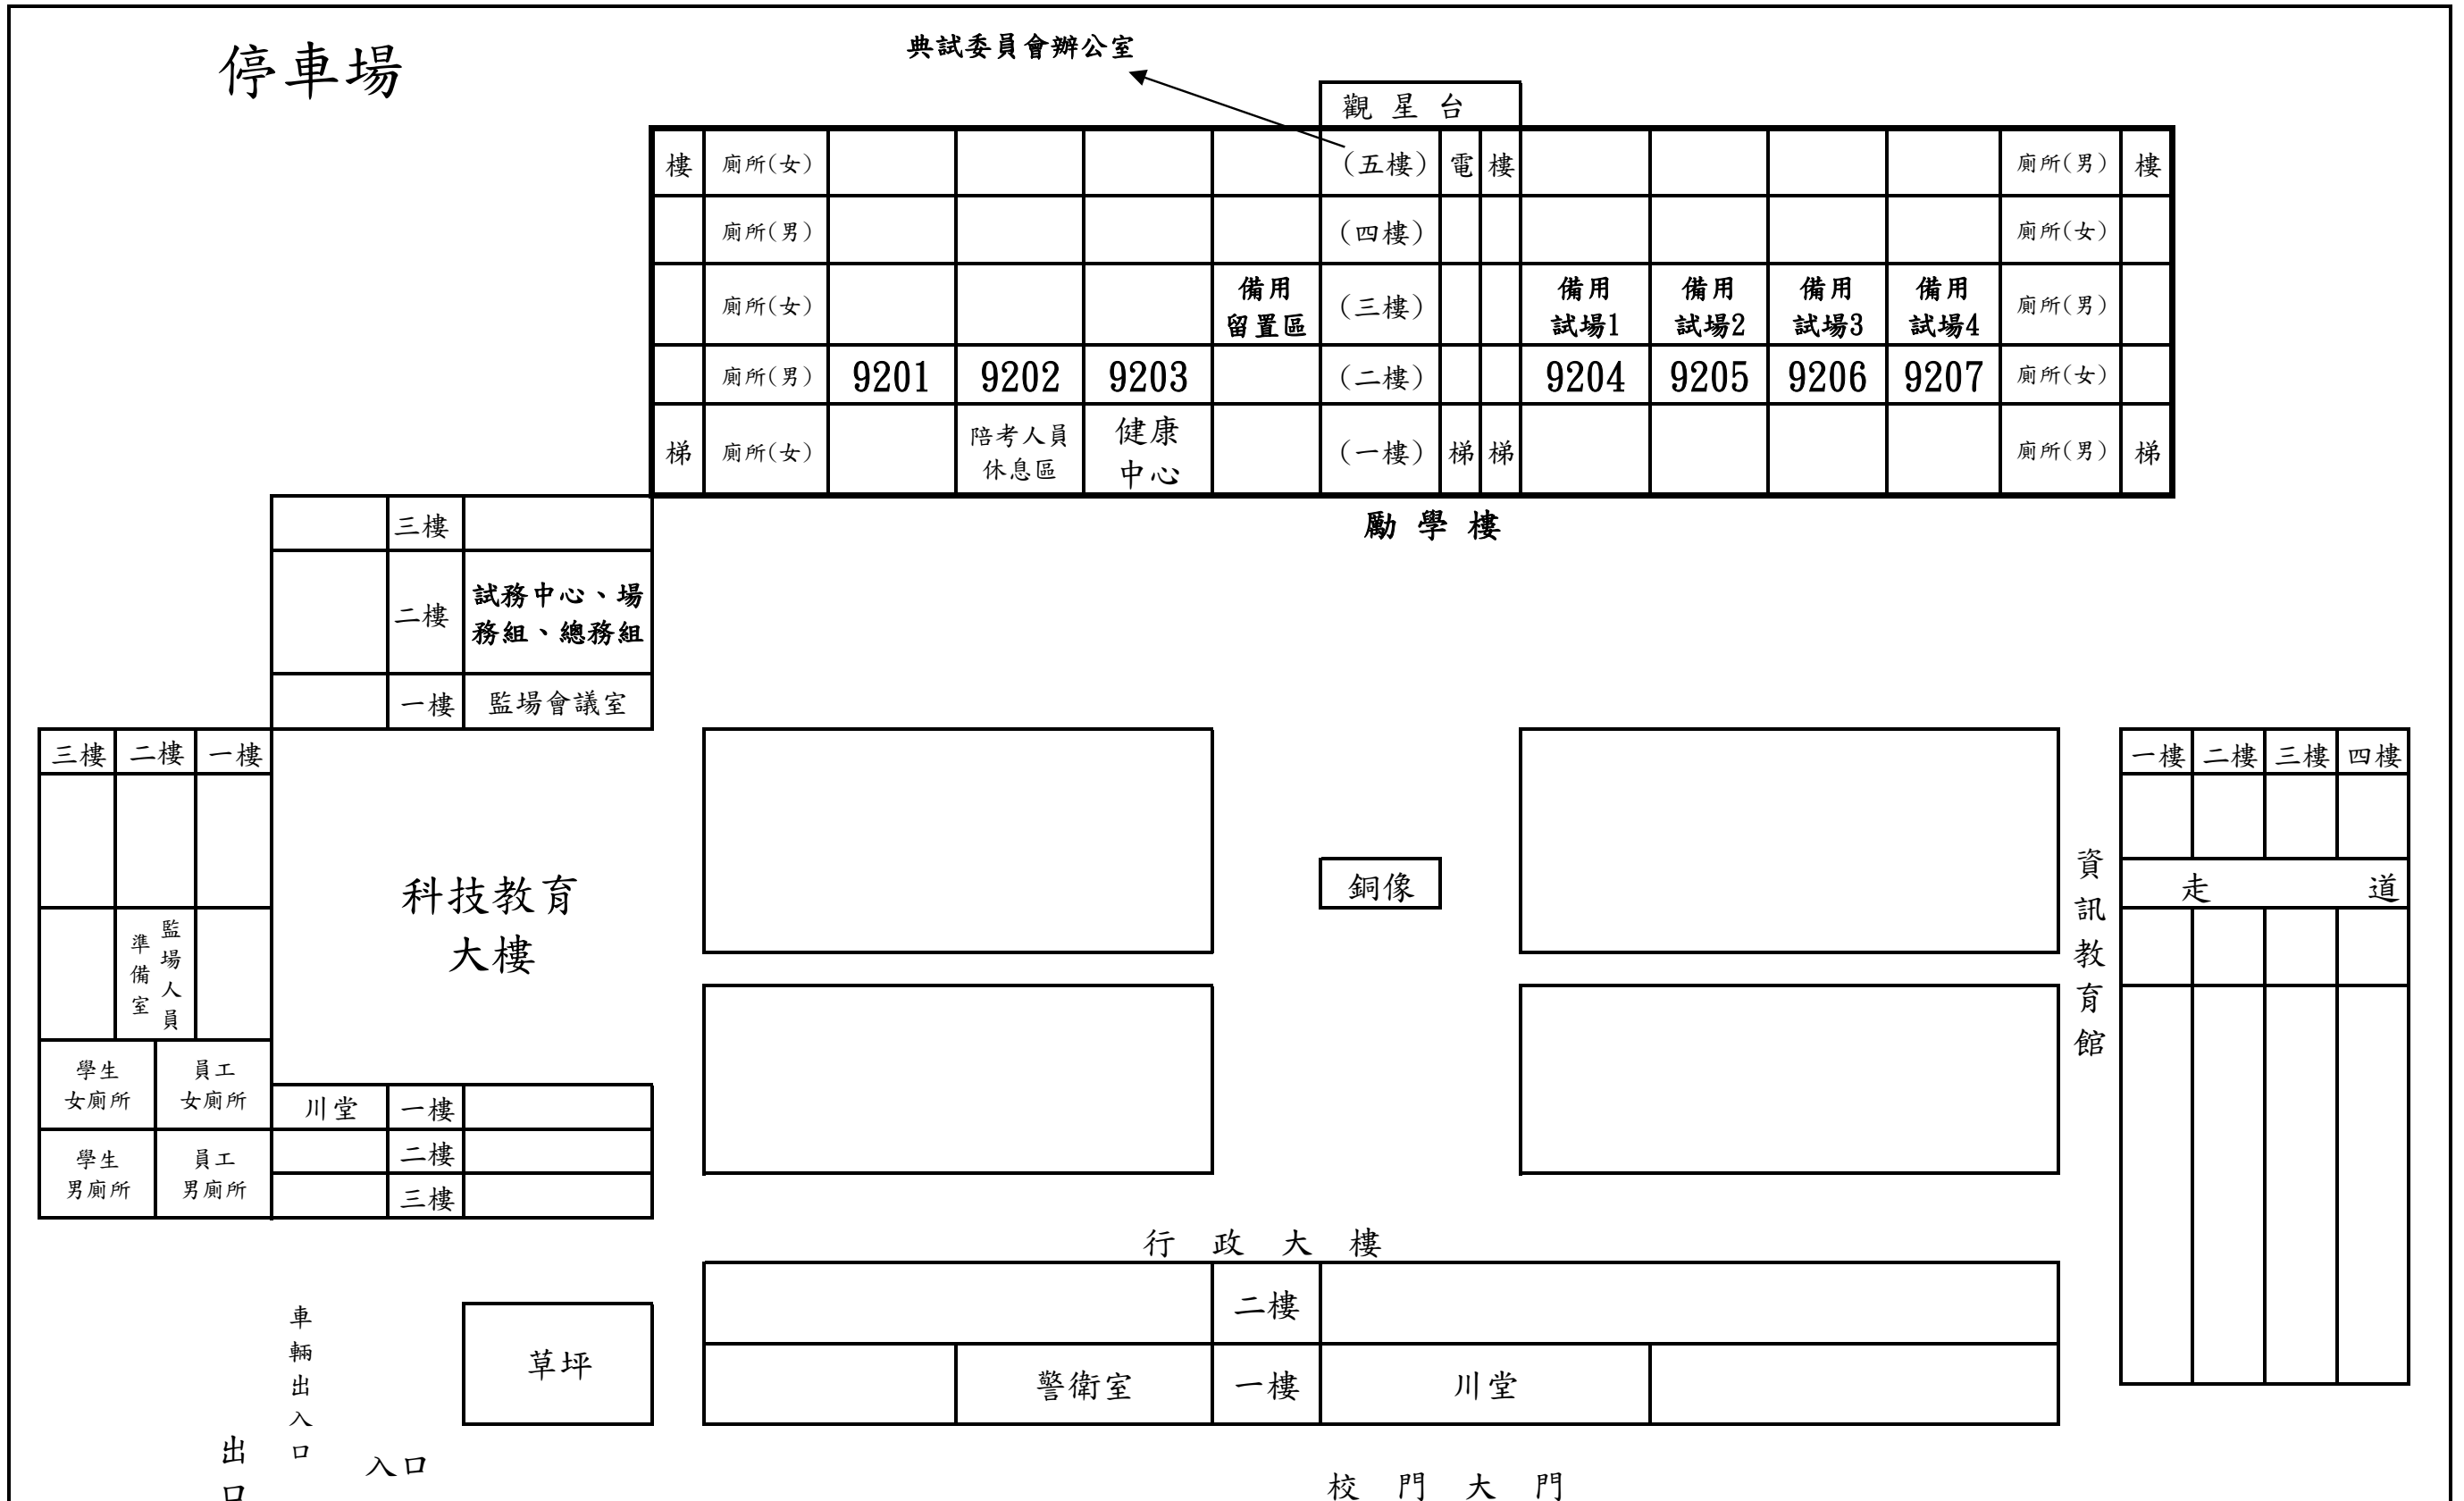 停車場
典試委員會辦公室
觀星台
樓 廁所(女) (五樓) 電 樓 廁所(男) 樓
廁所(男) (四樓) 廁所(女)
廁所(女) 備用 (三樓) 備用 備用 備用 備用 廁所(男)
留置區 試場1 試場2 試場3 試場4
廁所(男) 9201 9202 9203 (二樓) 9204 9205 9206 9207 廁所(女)
梯 廁所(女) 陪考人員 健康 (一樓) 梯 梯 廁所(男) 梯
休息區 中心
勵學樓
三樓
二樓 試務中心、場
務組、總務組
一樓 監場會議室
三樓 二樓 一樓
監場人員
準備室
學生 員工
女廁所 女廁所
學生 員工
男廁所 男廁所
科技教育
大樓
川堂 一樓
二樓
三樓
銅像
資訊教育館
一樓 二樓 三樓 四樓
走道
行政大樓
二樓
警衛室 一樓 川堂
草坪
車輛出入口
出口
入口
校門大門